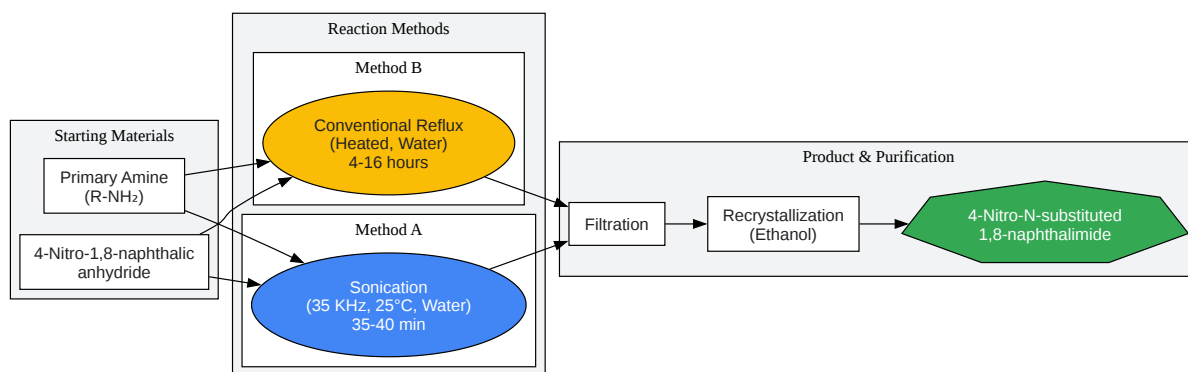 Starting Materials
Primary Amine
(R-NH₂)
4-Nitro-1,8-naphthalic
anhydride
Reaction Methods
Method B
Conventional Reflux
(Heated, Water)
4-16 hours
Method A
Sonication
(35 KHz, 25°C, Water)
35-40 min
Product & Purification
Filtration
Recrystallization
(Ethanol)
4-Nitro-N-substituted
1,8-naphthalimide